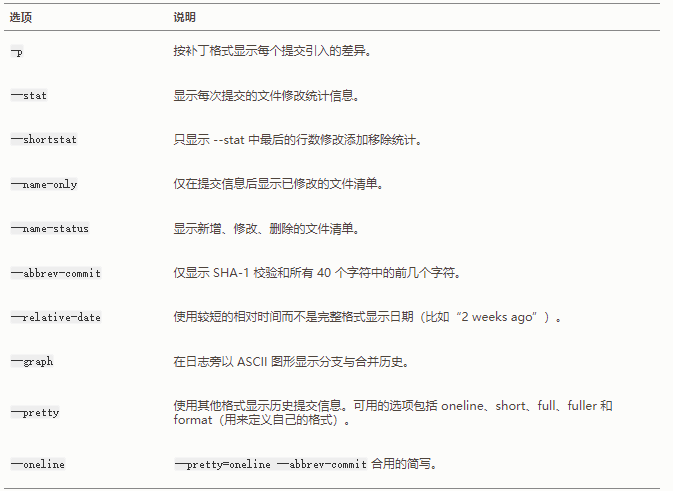 选项 说明
-p 按补丁格式显示每个提交引入的差异。
--stat 显示每次提交的文件修改统计信息。
--shortstat 只显示 --stat 中最后的行数修改添加移除统计。
--name-only 仅在提交信息后显示已修改的文件清单。
--name-status 显示新增、修改、删除的文件清单。
--abbrev-commit 仅显示 SHA-1 校验和所有 40 个字符中的前几个字符。
--relative-date 使用较短的相对时间而不是完整格式显示日期（比如“2 weeks ago”）。
--graph 在日志旁以 ASCII 图形显示分支与合并历史。
--pretty 使用其他格式显示历史提交信息。可用的选项包括 oneline、short、full、fuller 和
format（用来定义自己的格式）。
--oneline --pretty=oneline --abbrev-commit 合用的简写。